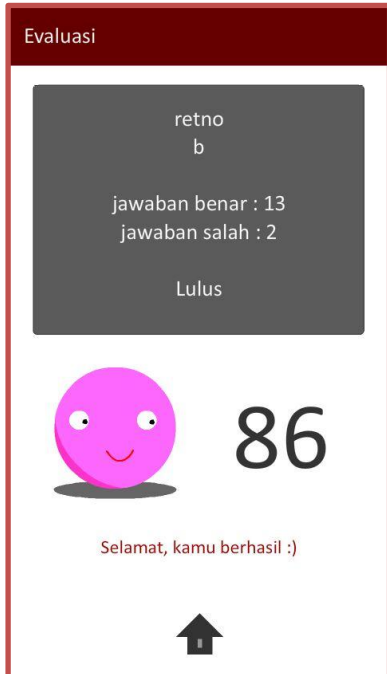 Evaluasi
retno
b
jawaban benar : 13
jawaban salah : 2
Lulus
86
Selamat, kamu berhasil :)